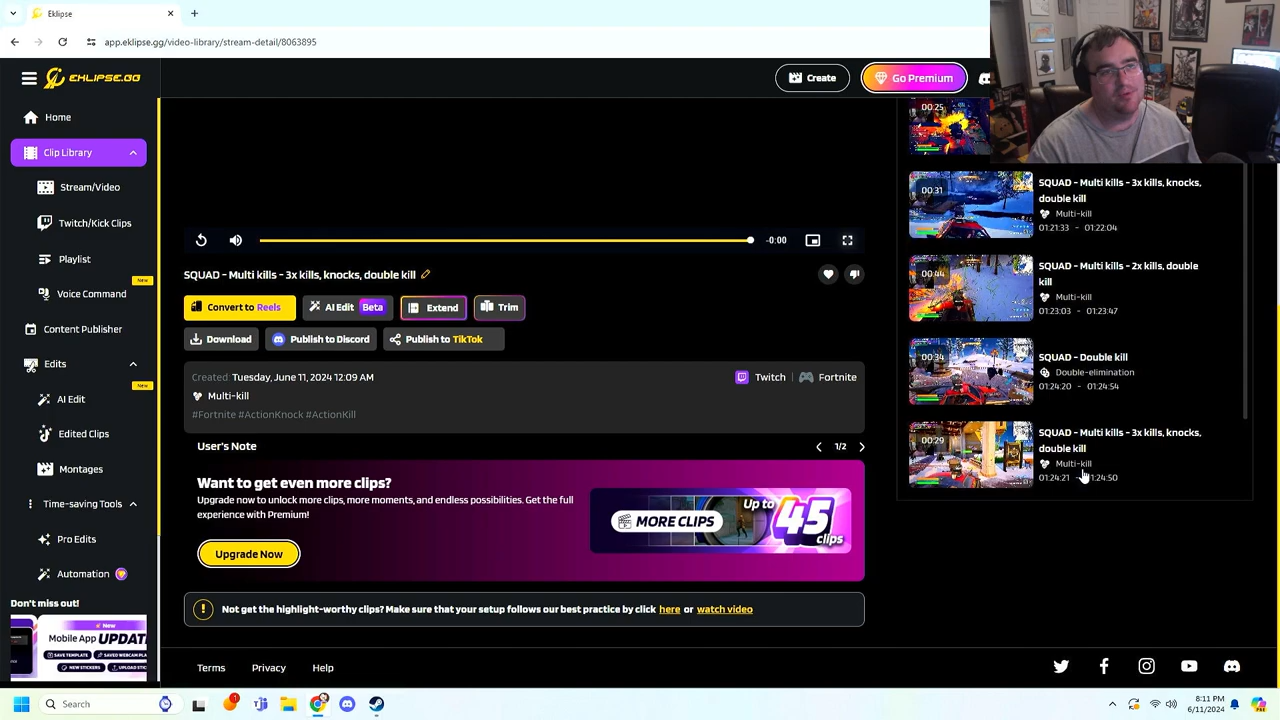 Eklipse
app.eklipse.gg/video-library/stream-detail/8063895
EKLIPSE.GG
Create
Go Premium
Home
Clip Library
Stream/Video
Twitch/Kick Clips
Playlist
New
Voice Command
Content Publisher
Edits
New
AI Edit
Edited Clips
Montages
Time-saving Tools
Pro Edits
Automation
Don't miss out!
New
Mobile App UPDAT
SAVE TEMPLATE
SAVED WEBCAM
NEW STICKERS
-0:00
SQUAD - Multi kills - 3x kills, knocks, double kill
Convert to Reels
AI Edit Beta
Extend
Trim
Download
Publish to Discord
Publish to TikTok
Created: Tuesday, June 11, 2024 12:09 AM
Twitch
Fortnite
Multi-kill
#Fortnite #ActionKnock #ActionKill
User's Note
1/2
Want to get even more clips?
Upgrade now to unlock more clips, more moments, and endless possibilities. Get the full
experience with Premium!
Upgrade Now
MORE CLIPS
Up to
45
clips
Not get the highlight-worthy clips? Make sure that your setup follows our best practice by click here or watch video
Terms
Privacy
Help
00:25
00:31
SQUAD - Multi kills - 3x kills, knocks,
double kill
Multi-kill
01:21:33 - 01:22:04
00:44
SQUAD - Multi kills - 2x kills, double
kill
Multi-kill
01:23:03 - 01:23:47
00:34
SQUAD - Double kill
Double-elimination
01:24:20 - 01:24:54
00:29
SQUAD - Multi kills - 3x kills, knocks,
double kill
Multi-kill
01:24:21 - 01:24:50
Search
8:11 PM
6/11/2024